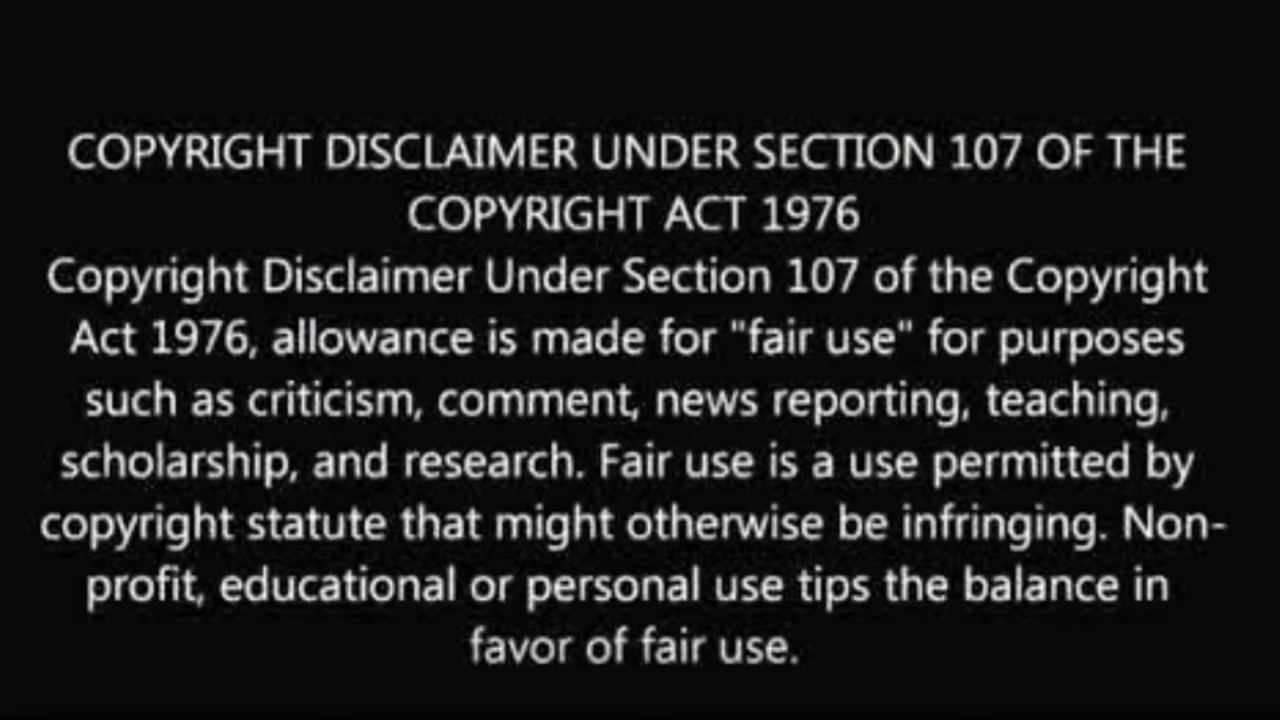 COPYRIGHT DISCLAIMER UNDER SECTION 107 OF THE
COPYRIGHT ACT 1976
Copyright Disclaimer Under Section 107 of the Copyright
Act 1976, allowance is made for "fair use" for purposes
such as criticism, comment, news reporting, teaching,
scholarship, and research. Fair use is a use permitted by
copyright statute that might otherwise be infringing. Non-
profit, educational or personal use tips the balance in
favor of fair use.